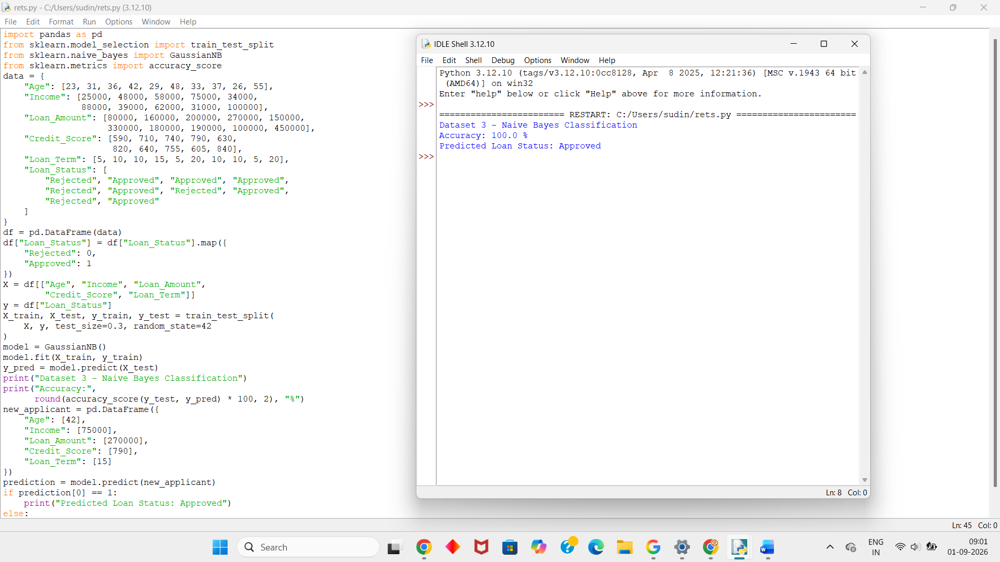 rets.py - C:/Users/sudin/rets.py (3.12.10)
File Edit Format Run Options Window Help
import pandas as pd
from sklearn.model_selection import train_test_split
from sklearn.naive_bayes import GaussianNB
from sklearn.metrics import accuracy_score
data = {
    "Age": [23, 31, 36, 42, 29, 48, 33, 37, 26, 55],
    "Income": [25000, 48000, 58000, 75000, 34000,
               88000, 39000, 62000, 31000, 100000],
    "Loan_Amount": [80000, 160000, 200000, 270000, 150000,
                    330000, 180000, 190000, 100000, 450000],
    "Credit_Score": [590, 710, 740, 790, 630,
                     820, 640, 755, 605, 840],
    "Loan_Term": [5, 10, 10, 15, 5, 20, 10, 10, 5, 20],
    "Loan_Status": [
        "Rejected", "Approved", "Approved", "Approved",
        "Rejected", "Approved", "Rejected", "Approved",
        "Rejected", "Approved"
    ]
}
df = pd.DataFrame(data)
df["Loan_Status"] = df["Loan_Status"].map({
    "Rejected": 0,
    "Approved": 1
})
X = df[["Age", "Income", "Loan_Amount",
        "Credit_Score", "Loan_Term"]]
y = df["Loan_Status"]
X_train, X_test, y_train, y_test = train_test_split(
    X, y, test_size=0.3, random_state=42
)
model = GaussianNB()
model.fit(X_train, y_train)
y_pred = model.predict(X_test)
print("Dataset 3 - Naive Bayes Classification")
print("Accuracy:",
      round(accuracy_score(y_test, y_pred) * 100, 2), "%")
new_applicant = pd.DataFrame({
    "Age": [42],
    "Income": [75000],
    "Loan_Amount": [270000],
    "Credit_Score": [790],
    "Loan_Term": [15]
})
prediction = model.predict(new_applicant)
if prediction[0] == 1:
    print("Predicted Loan Status: Approved")
else:
IDLE Shell 3.12.10
File Edit Shell Debug Options Window Help
Python 3.12.10 (tags/v3.12.10:0cc8128, Apr  8 2025, 12:21:36) [MSC v.1943 64 bit
 (AMD64)] on win32
Enter "help" below or click "Help" above for more information.
>>>
======================== RESTART: C:/Users/sudin/rets.py =======================
Dataset 3 - Naive Bayes Classification
Accuracy: 100.0 %
Predicted Loan Status: Approved
>>>
Ln: 8 Col: 0
Ln: 45 Col: 0
Search
ENG
IN
09:01
01-09-2026